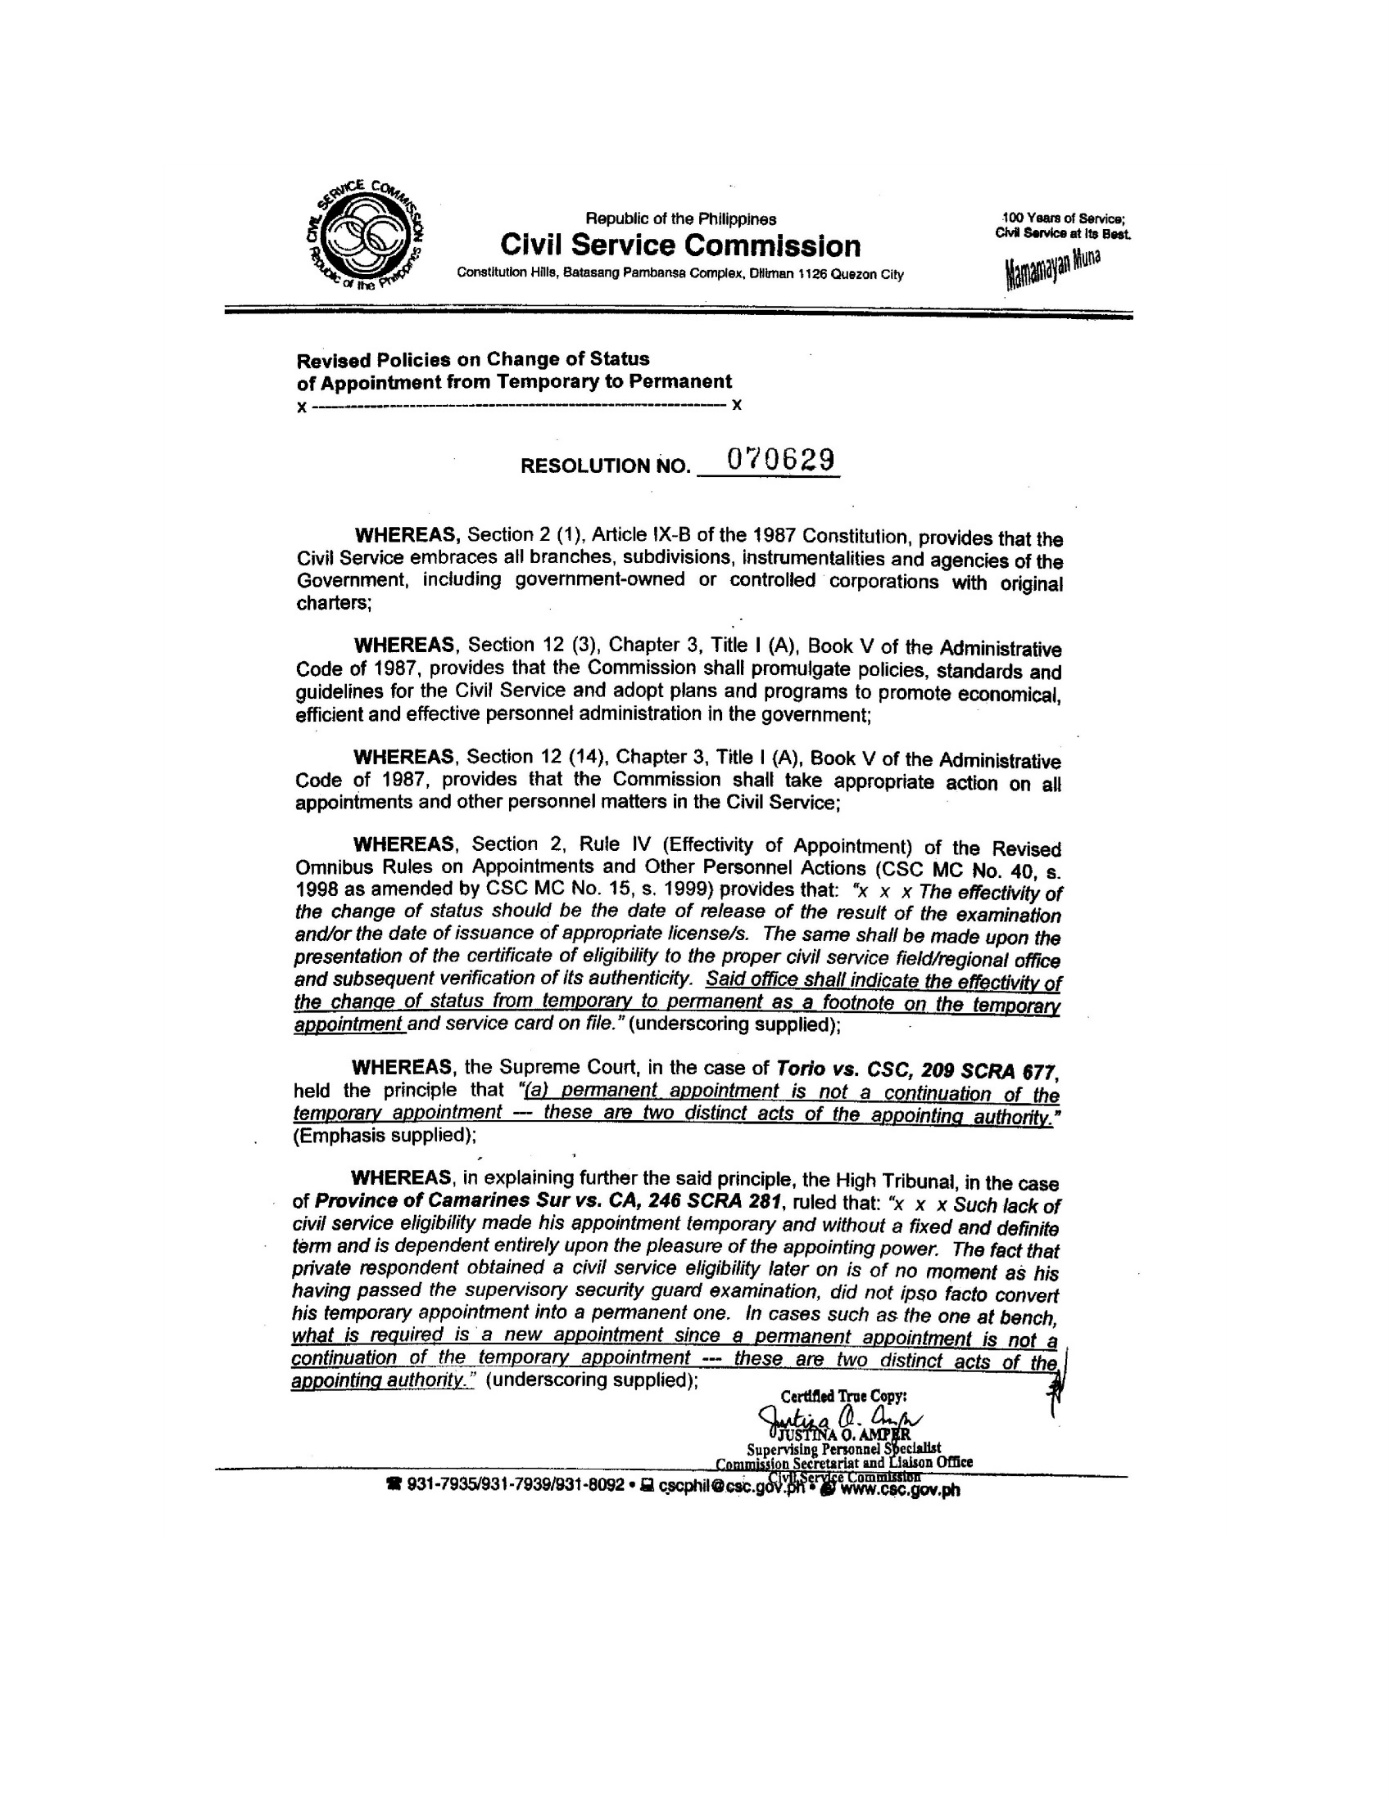 CIVIL SERVICE COMMISSION
Republic of the Philippines
Republic of the Philippines
Civil Service Commission
Constitution Hills, Batasang Pambansa Complex, Diliman 1126 Quezon City
100 Years of Service;
Civil Service at Its Best.
Mamamayan Muna
Revised Policies on Change of Status
of Appointment from Temporary to Permanent
x ---------------------------------------------------------------- x
RESOLUTION NO. 070629
WHEREAS, Section 2 (1), Article IX-B of the 1987 Constitution, provides that the
Civil Service embraces all branches, subdivisions, instrumentalities and agencies of the
Government, including government-owned or controlled corporations with original
charters;
WHEREAS, Section 12 (3), Chapter 3, Title I (A), Book V of the Administrative
Code of 1987, provides that the Commission shall promulgate policies, standards and
guidelines for the Civil Service and adopt plans and programs to promote economical,
efficient and effective personnel administration in the government;
WHEREAS, Section 12 (14), Chapter 3, Title I (A), Book V of the Administrative
Code of 1987, provides that the Commission shall take appropriate action on all
appointments and other personnel matters in the Civil Service;
WHEREAS, Section 2, Rule IV (Effectivity of Appointment) of the Revised
Omnibus Rules on Appointments and Other Personnel Actions (CSC MC No. 40, s.
1998 as amended by CSC MC No. 15, s. 1999) provides that: "x x x The effectivity of
the change of status should be the date of release of the result of the examination
and/or the date of issuance of appropriate license/s. The same shall be made upon the
presentation of the certificate of eligibility to the proper civil service field/regional office
and subsequent verification of its authenticity. Said office shall indicate the effectivity of
the change of status from temporary to permanent as a footnote on the temporary
appointment and service card on file." (underscoring supplied);
WHEREAS, the Supreme Court, in the case of Torio vs. CSC, 209 SCRA 677,
held the principle that "(a) permanent appointment is not a continuation of the
temporary appointment --- these are two distinct acts of the appointing authority."
(Emphasis supplied);
WHEREAS, in explaining further the said principle, the High Tribunal, in the case
of Province of Camarines Sur vs. CA, 246 SCRA 281, ruled that: "x x x Such lack of
civil service eligibility made his appointment temporary and without a fixed and definite
term and is dependent entirely upon the pleasure of the appointing power. The fact that
private respondent obtained a civil service eligibility later on is of no moment as his
having passed the supervisory security guard examination, did not ipso facto convert
his temporary appointment into a permanent one. In cases such as the one at bench,
what is required is a new appointment since a permanent appointment is not a
continuation of the temporary appointment --- these are two distinct acts of the
appointing authority." (underscoring supplied);
Certified True Copy:
JUSTINA O. AMPER
Supervising Personnel Specialist
Commission Secretariat and Liaison Office
Civil Service Commission
931-7935/931-7939/931-8092 • cscphil@csc.gov.ph • www.csc.gov.ph